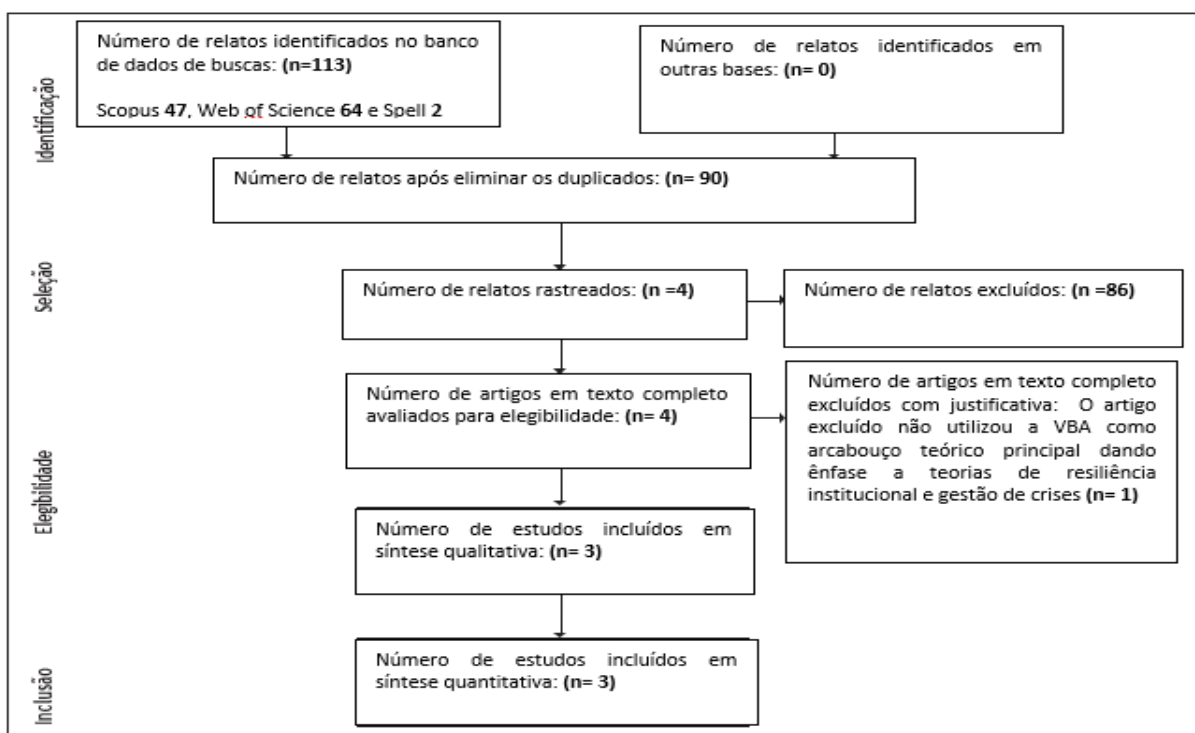 Identificação
Número de relatos identificados no banco
de dados de buscas: (n=113)
Scopus 47, Web of Science 64 e Spell 2
Número de relatos identificados em
outras bases: (n= 0)
Número de relatos após eliminar os duplicados: (n= 90)
Seleção
Número de relatos rastreados: (n =4)
Número de relatos excluídos: (n =86)
Elegibilidade
Número de artigos em texto completo
avaliados para elegibilidade: (n= 4)
Número de artigos em texto completo
excluídos com justificativa: O artigo
excluído não utilizou a VBA como
arcabouço teórico principal dando
ênfase a teorias de resiliência
institucional e gestão de crises (n= 1)
Número de estudos incluídos em
síntese qualitativa: (n= 3)
Inclusão
Número de estudos incluídos em
síntese quantitativa: (n= 3)